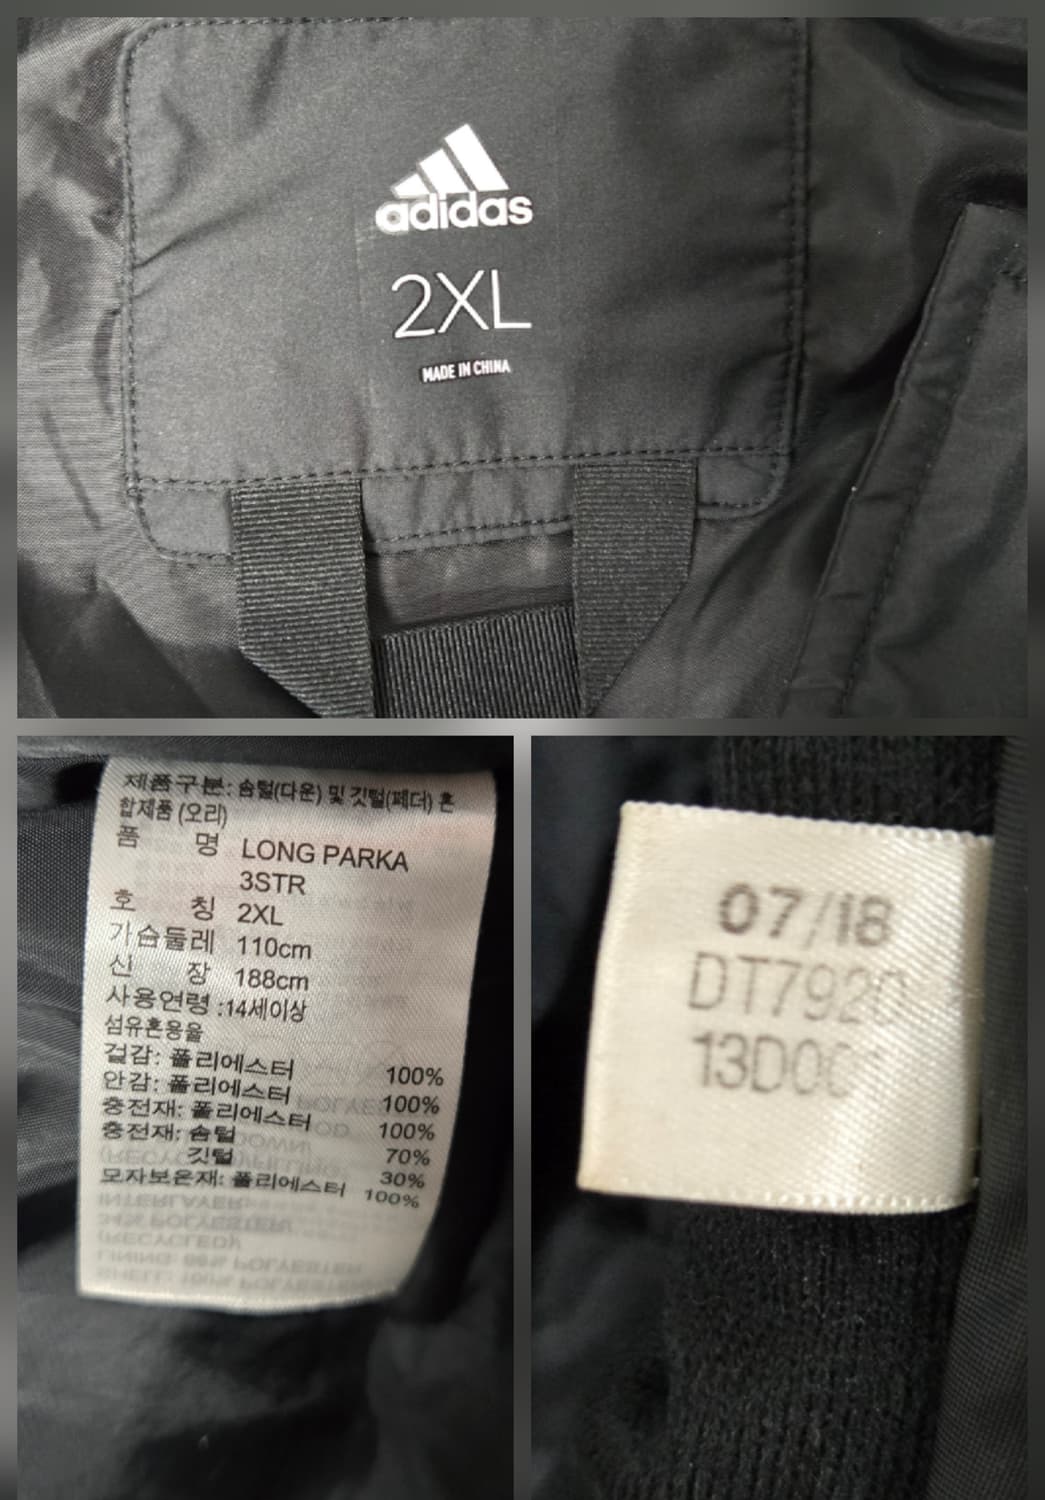 adidas
2XL
MADE IN CHINA
제품구분: 솜털(다운) 및 깃털(페더) 혼
합제품 (오리)
품 명 LONG PARKA
3STR
호 칭 2XL
가슴둘레 110cm
신 장 188cm
사용연령 :14세이상
섬유혼용율
겉감: 폴리에스터 100%
안감: 폴리에스터 100%
충전재: 폴리에스터 100%
충전재: 솜털 70%
깃털 30%
모자보온재: 폴리에스터 100%
07/18
DT7920